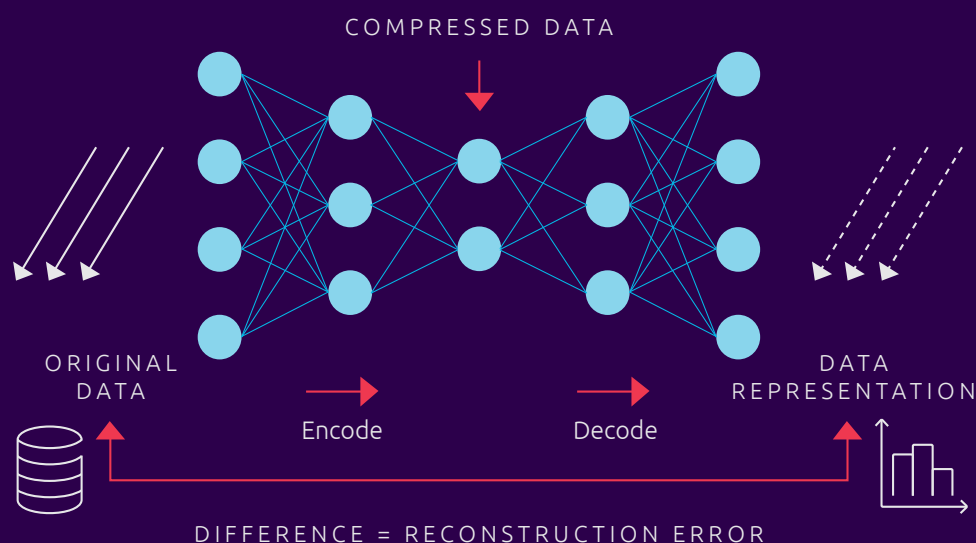 COMPRESSED DATA
ORIGINAL
DATA
DATA
REPRESENTATION
Encode
Decode
DIFFERENCE = RECONSTRUCTION ERROR